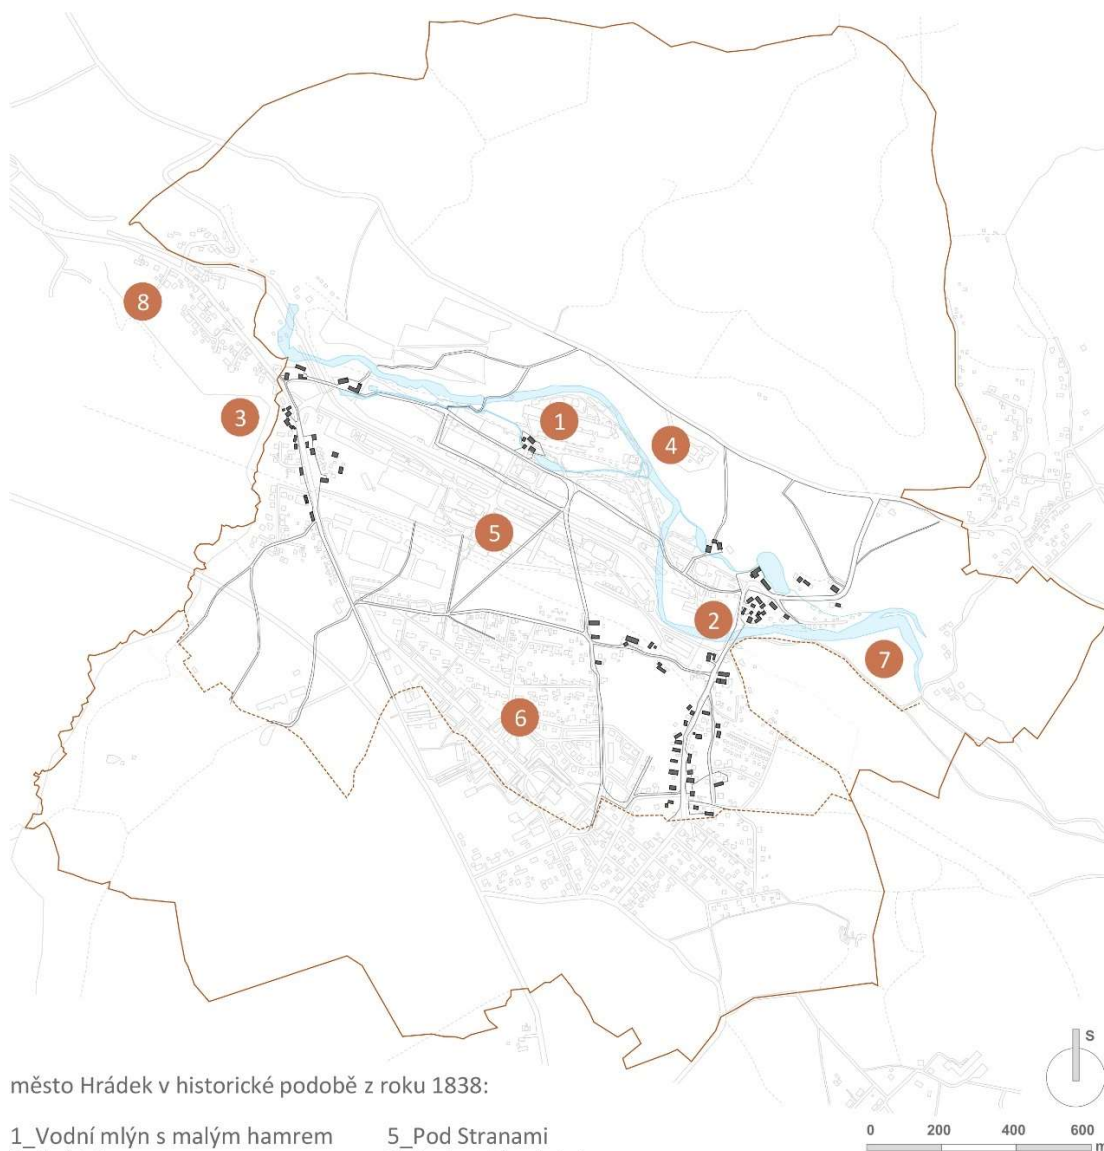 8
3
1
4
5
2
7
6
S
město Hrádek v historické podobě z roku 1838:
1_Vodní mlýn s malým hamrem 5_Pod Stranami
0 200 400 600
m